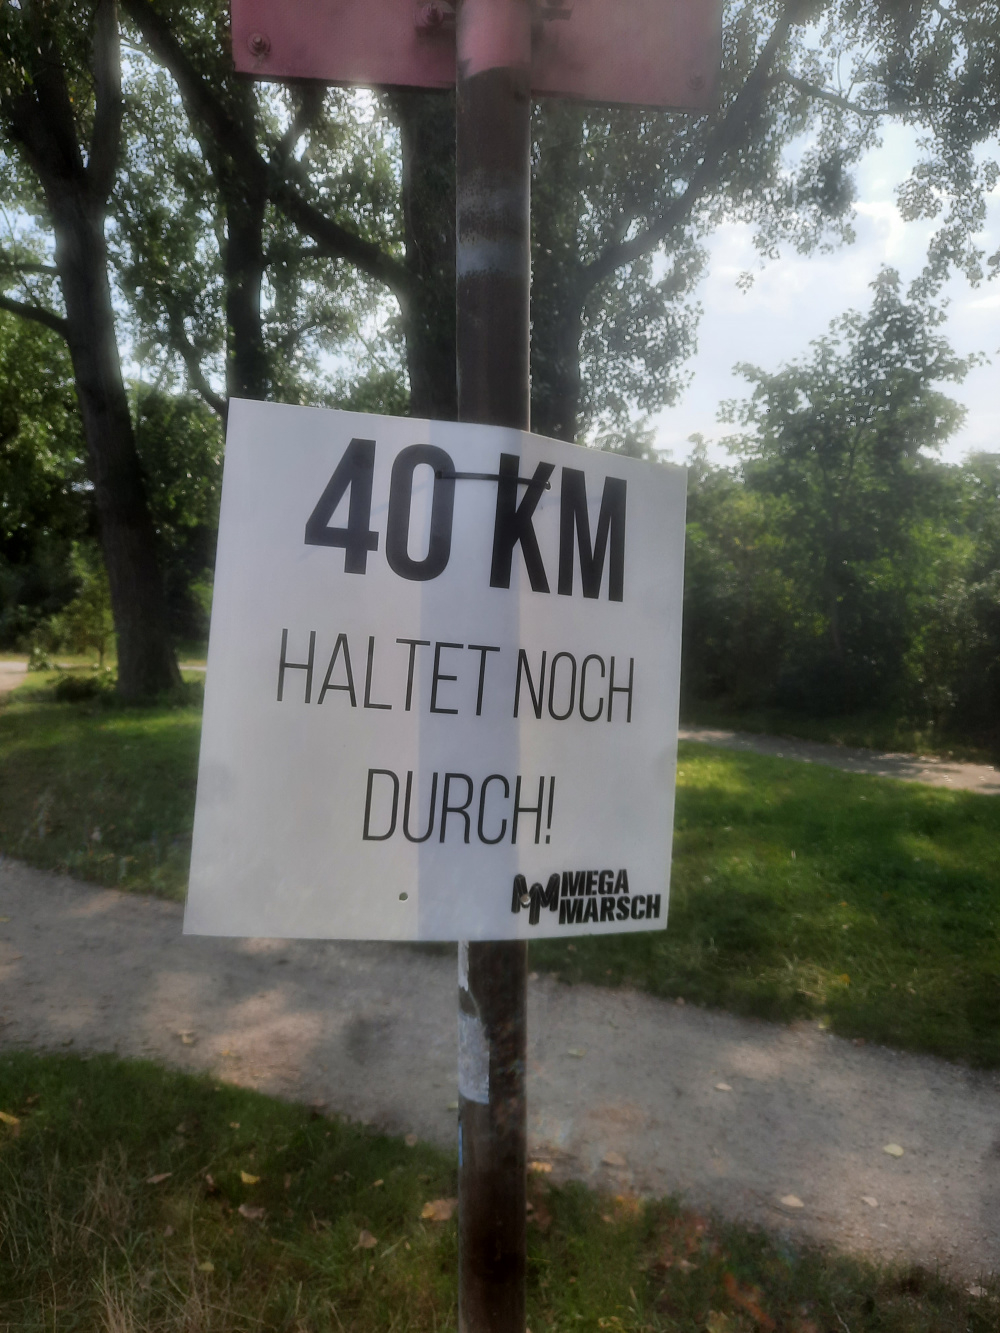 40 KM
HALTET NOCH
DURCH!
MEGA
MARSCH